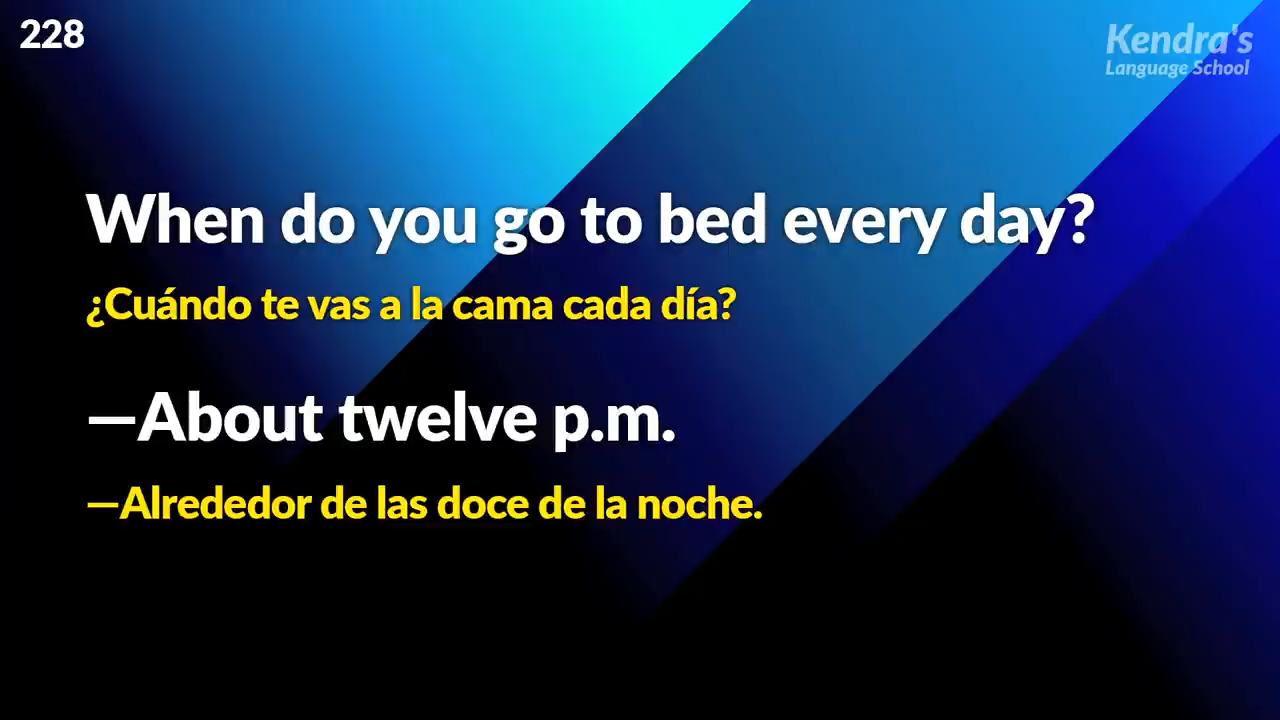 228
Kendra's
Language School
When do you go to bed every day?
¿Cuándo te vas a la cama cada día?
—About twelve p.m.
—Alrededor de las doce de la noche.